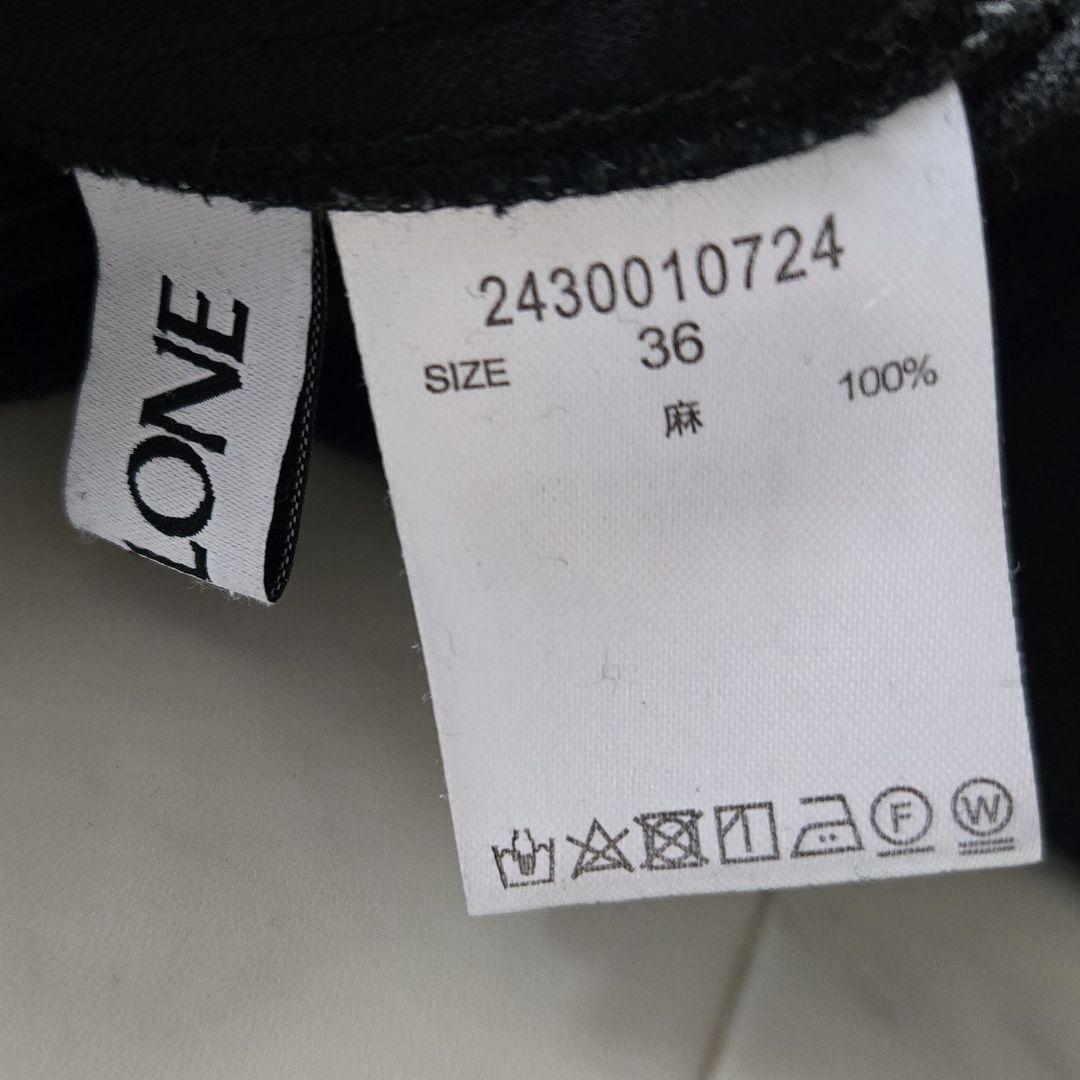 LONE
2430010724
SIZE 36
麻 100%
F W